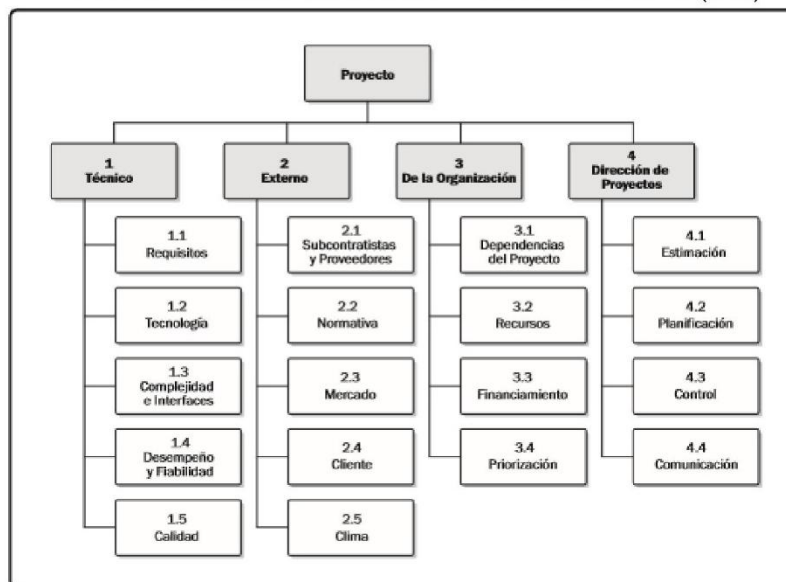 Proyecto
1
Técnico
2
Externo
3
De la Organización
4
Dirección de
Proyectos
1.1
Requisitos
2.1
Subcontratistas
y Proveedores
3.1
Dependencias
del Proyecto
4.1
Estimación
1.2
Tecnología
2.2
Normativa
3.2
Recursos
4.2
Planificación
1.3
Complejidad
e Interfaces
2.3
Mercado
3.3
Financiamiento
4.3
Control
1.4
Desempeño
y Fiabilidad
2.4
Cliente
3.4
Priorización
4.4
Comunicación
1.5
Calidad
2.5
Clima